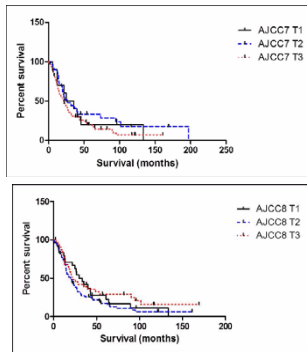 AJCC7 T1
AJCC7 T2
AJCC7 T3
Percent survival
150
100
50
0
0 50 100 150 200 250
Survival (months)
AJCC8 T1
AJCC8 T2
AJCC8 T3
Percent survival
150
100
50
0
0 50 100 150 200
Survival (months)